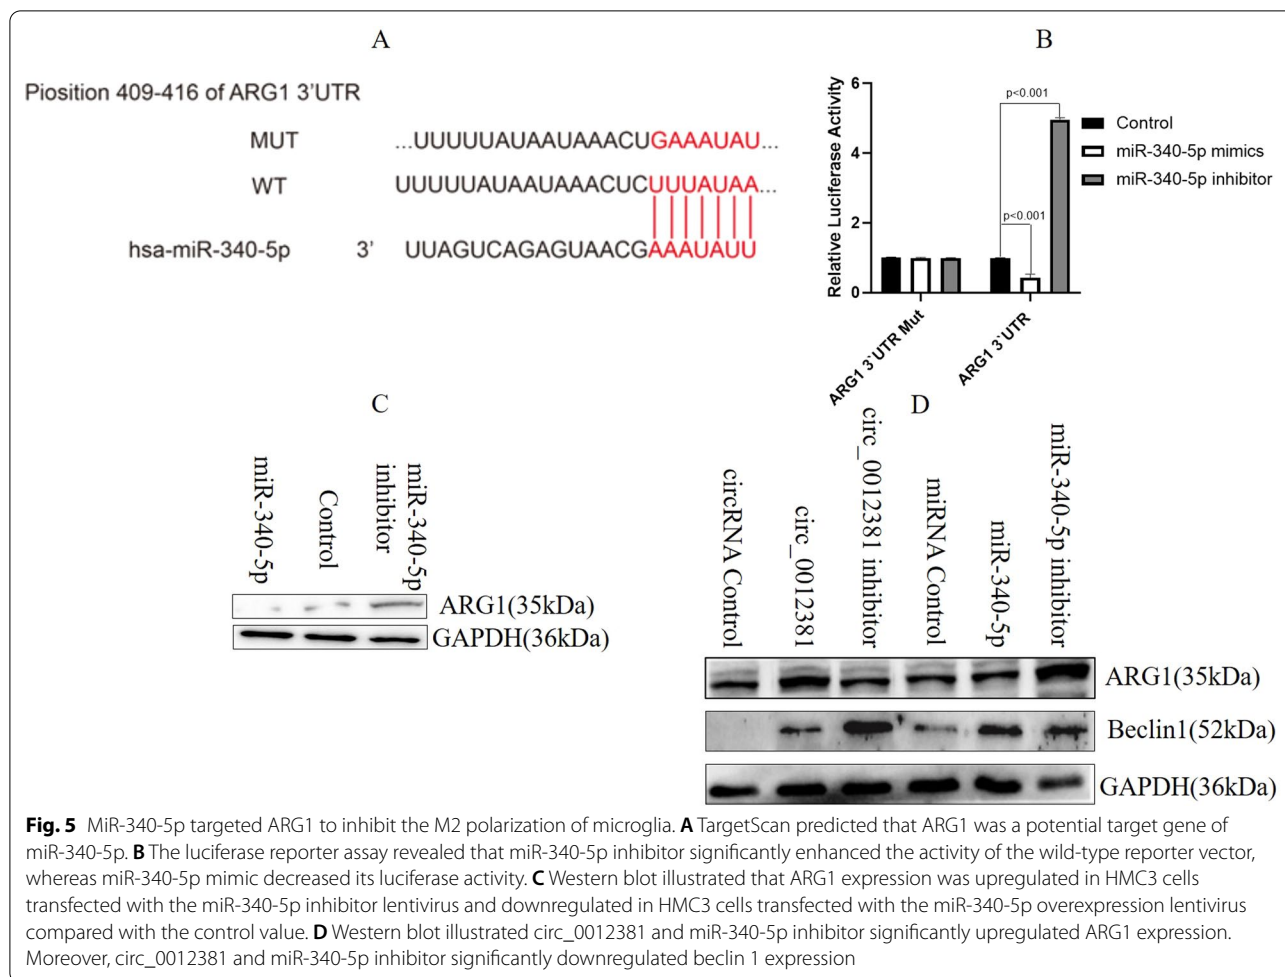 A
Piosition 409-416 of ARG1 3'UTR
MUT ...UUUUUAUAAUAAACUGAAAUAU...
WT UUUUUAUAAUAAACUCUUUAUAA...
hsa-miR-340-5p 3' UUAGUCAGAGUAACGAAAUAUU
B
Relative Luciferase Activity
6
4
2
0
p<0.001
p<0.001
Control
miR-340-5p mimics
miR-340-5p inhibitor
ARG1 3`UTR Mut
ARG1 3`UTR
C
miR-340-5p
Control
miR-340-5p
inhibitor
ARG1(35kDa)
GAPDH(36kDa)
D
circRNA Control
circ_0012381
circ_0012381 inhibitor
miRNA Control
miR-340-5p
miR-340-5p inhibitor
ARG1(35kDa)
Beclin1(52kDa)
GAPDH(36kDa)
Fig. 5 MiR-340-5p targeted ARG1 to inhibit the M2 polarization of microglia. A TargetScan predicted that ARG1 was a potential target gene of
miR-340-5p. B The luciferase reporter assay revealed that miR-340-5p inhibitor significantly enhanced the activity of the wild-type reporter vector,
whereas miR-340-5p mimic decreased its luciferase activity. C Western blot illustrated that ARG1 expression was upregulated in HMC3 cells
transfected with the miR-340-5p inhibitor lentivirus and downregulated in HMC3 cells transfected with the miR-340-5p overexpression lentivirus
compared with the control value. D Western blot illustrated circ_0012381 and miR-340-5p inhibitor significantly upregulated ARG1 expression.
Moreover, circ_0012381 and miR-340-5p inhibitor significantly downregulated beclin 1 expression